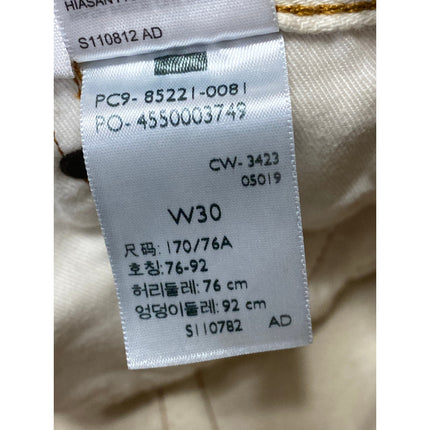 S110812 AD
PC9- 85221-0081
PO- 4550003749
CW- 3423
05019
W30
尺码: 170/76A
호칭: 76-92
허리둘레: 76 cm
엉덩이둘레: 92 cm
S110782 AD